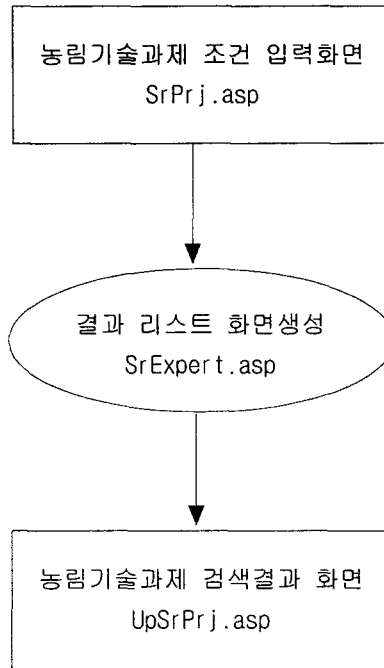 농림기술과제 조건 입력화면
SrPrj.asp
결과 리스트 화면생성
SrExpert.asp
농림기술과제 검색결과 화면
UpSrPrj.asp